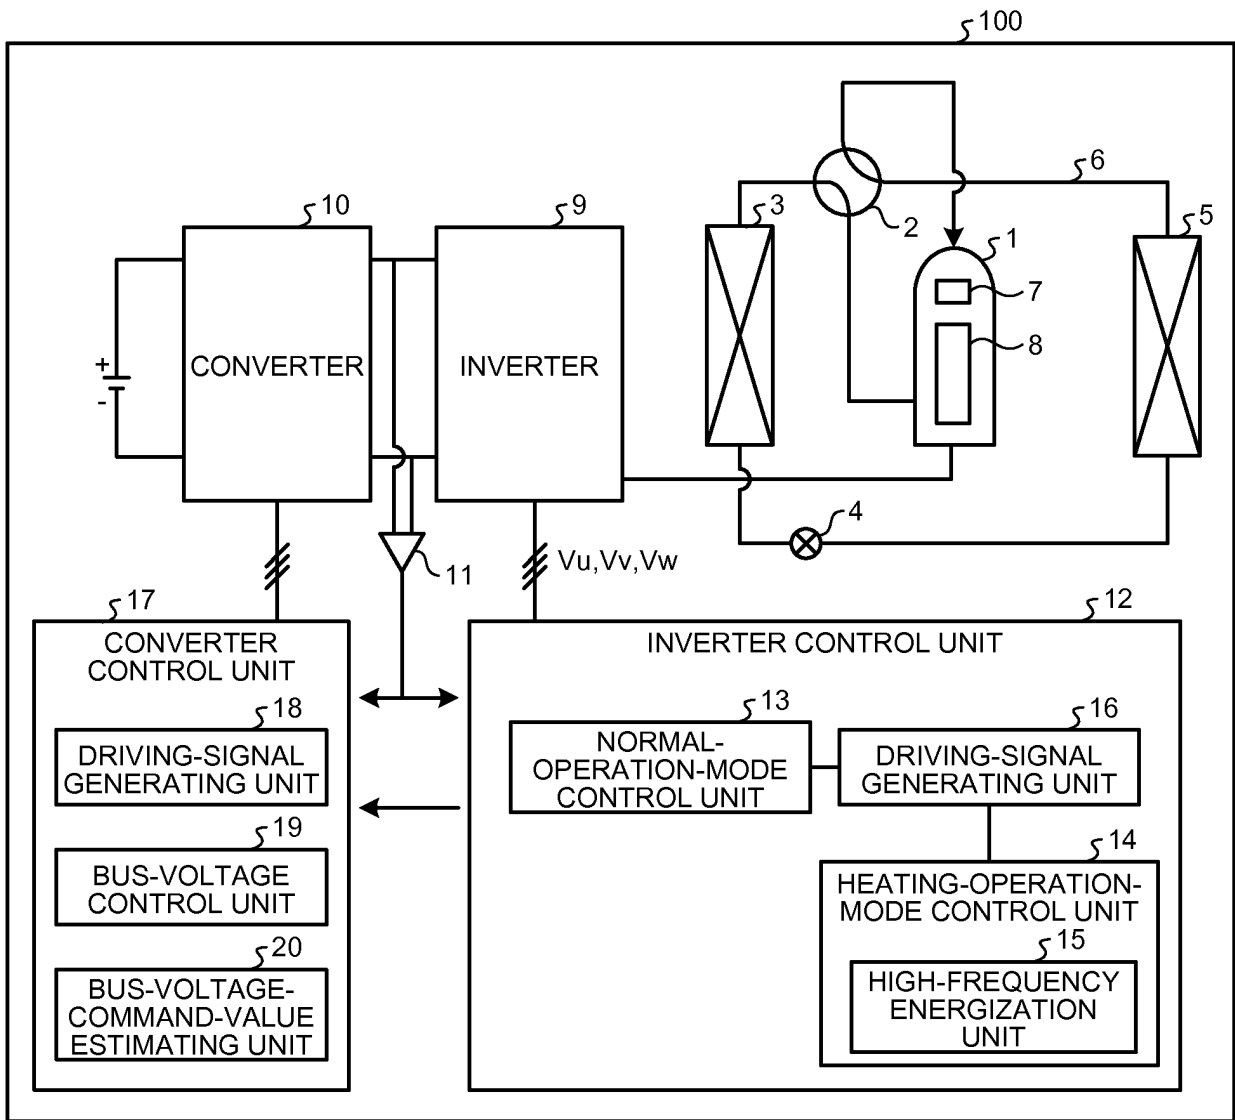 100
6
10
9
3
2
5
1
7
8
+
-
CONVERTER
INVERTER
4
11
Vu,Vv,Vw
17
CONVERTER
CONTROL UNIT
18
DRIVING-SIGNAL
GENERATING UNIT
19
BUS-VOLTAGE
CONTROL UNIT
20
BUS-VOLTAGE-
COMMAND-VALUE
ESTIMATING UNIT
12
INVERTER CONTROL UNIT
13
NORMAL-
OPERATION-MODE
CONTROL UNIT
16
DRIVING-SIGNAL
GENERATING UNIT
14
HEATING-OPERATION-
MODE CONTROL UNIT
15
HIGH-FREQUENCY
ENERGIZATION
UNIT